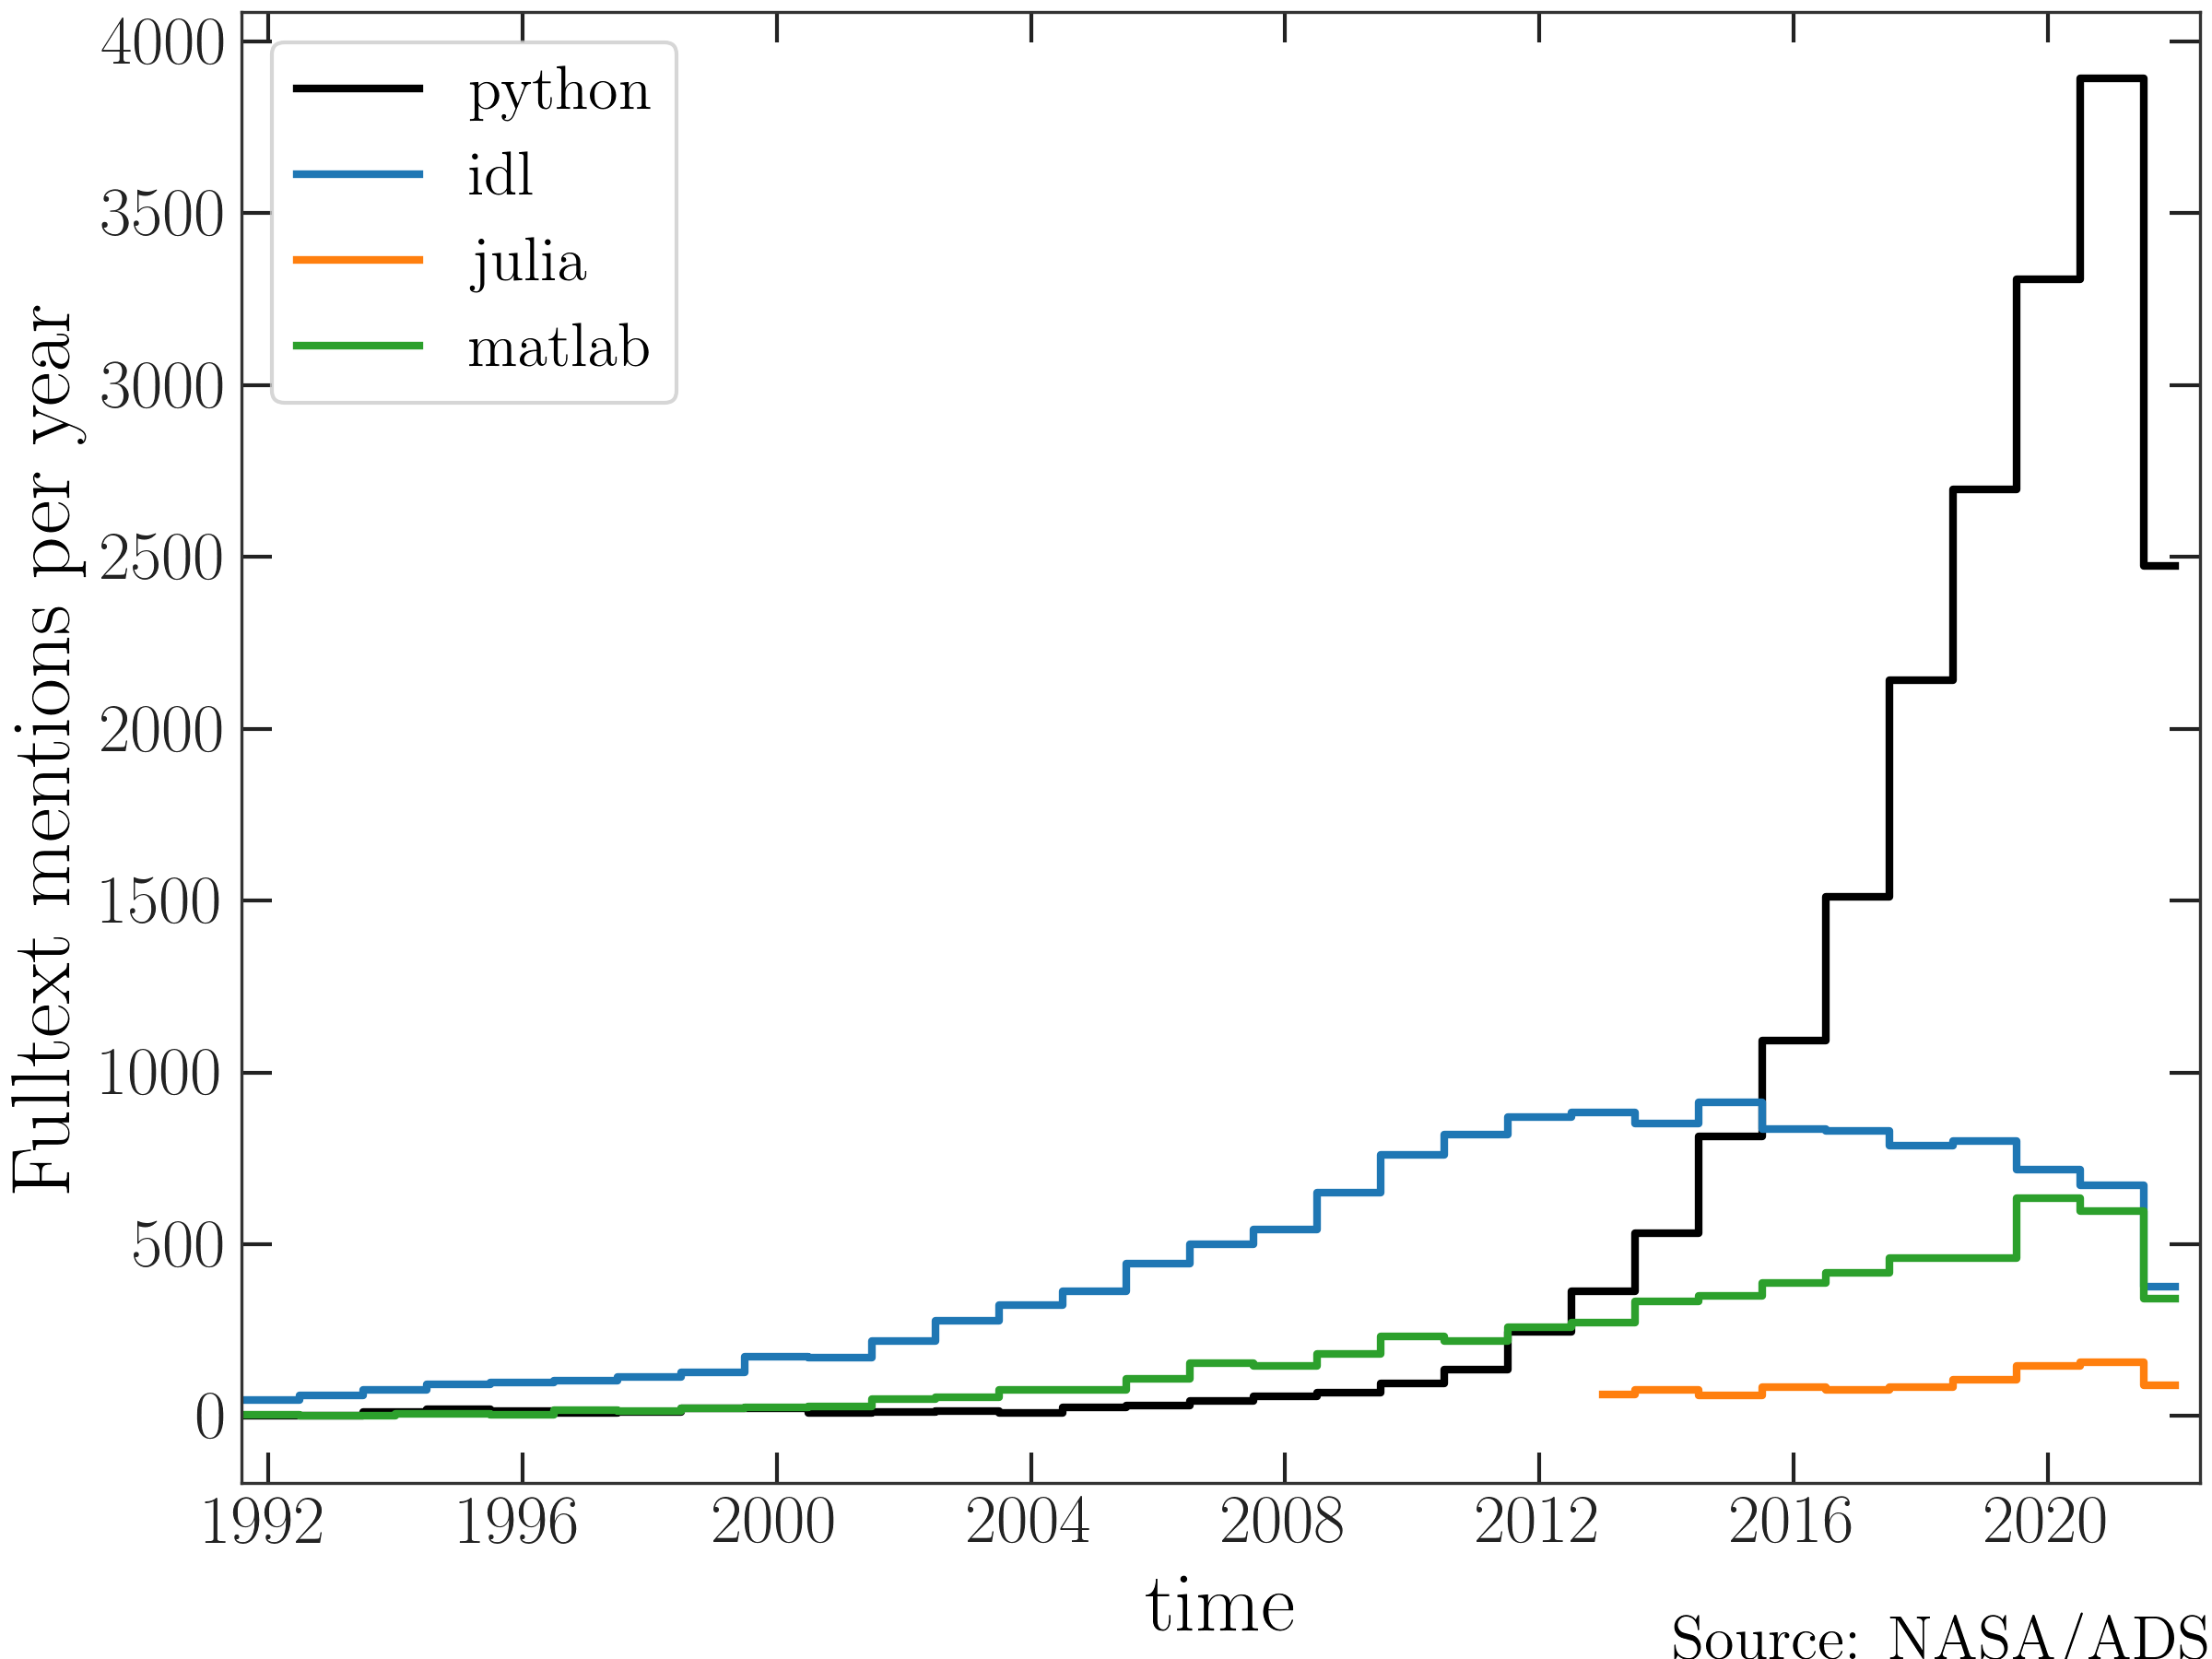 4000
3500
3000
2500
2000
1500
1000
500
0
Fulltext mentions per year
python
idl
julia
matlab
1992 1996 2000 2004 2008 2012 2016 2020
time
Source: NASA/ADS